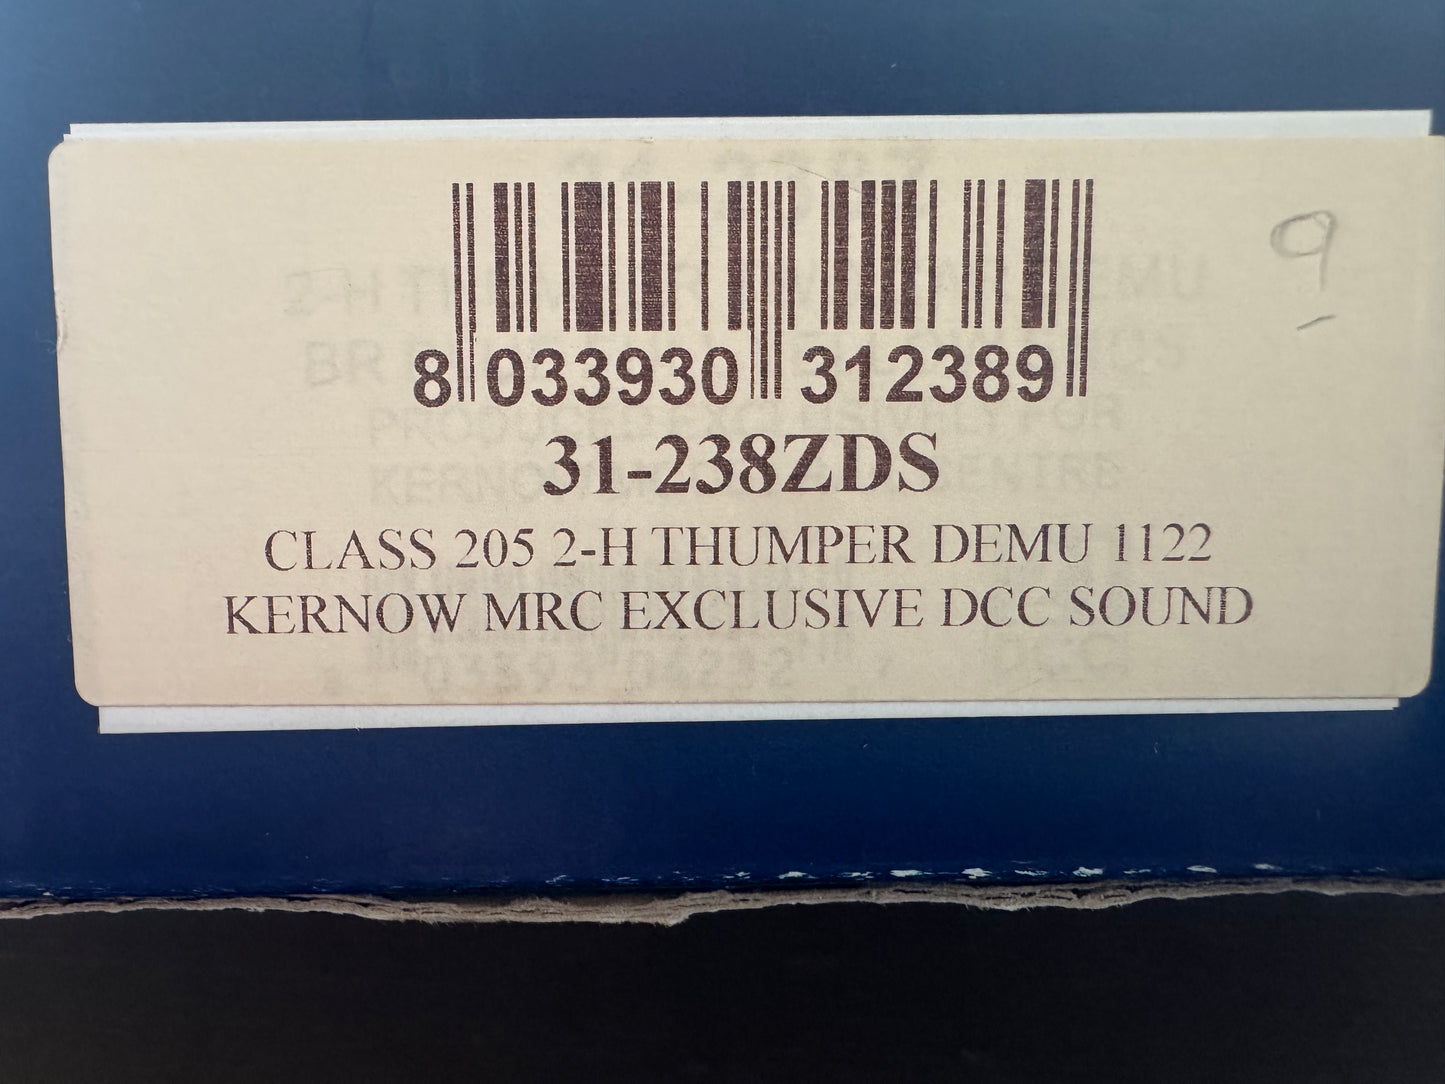 9
8 033930 312389
31-238ZDS
CLASS 205 2-H THUMPER DEMU 1122
KERNOW MRC EXCLUSIVE DCC SOUND